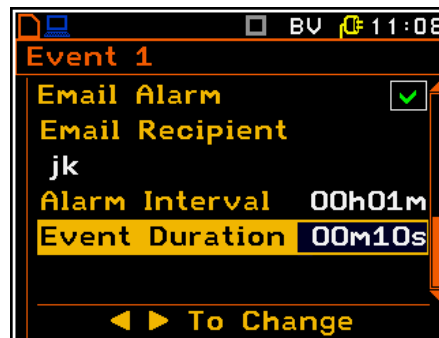 BV 11:08
Event 1
Email Alarm
Email Recipient
jk
Alarm Interval 00h01m
Event Duration 00m10s
To Change